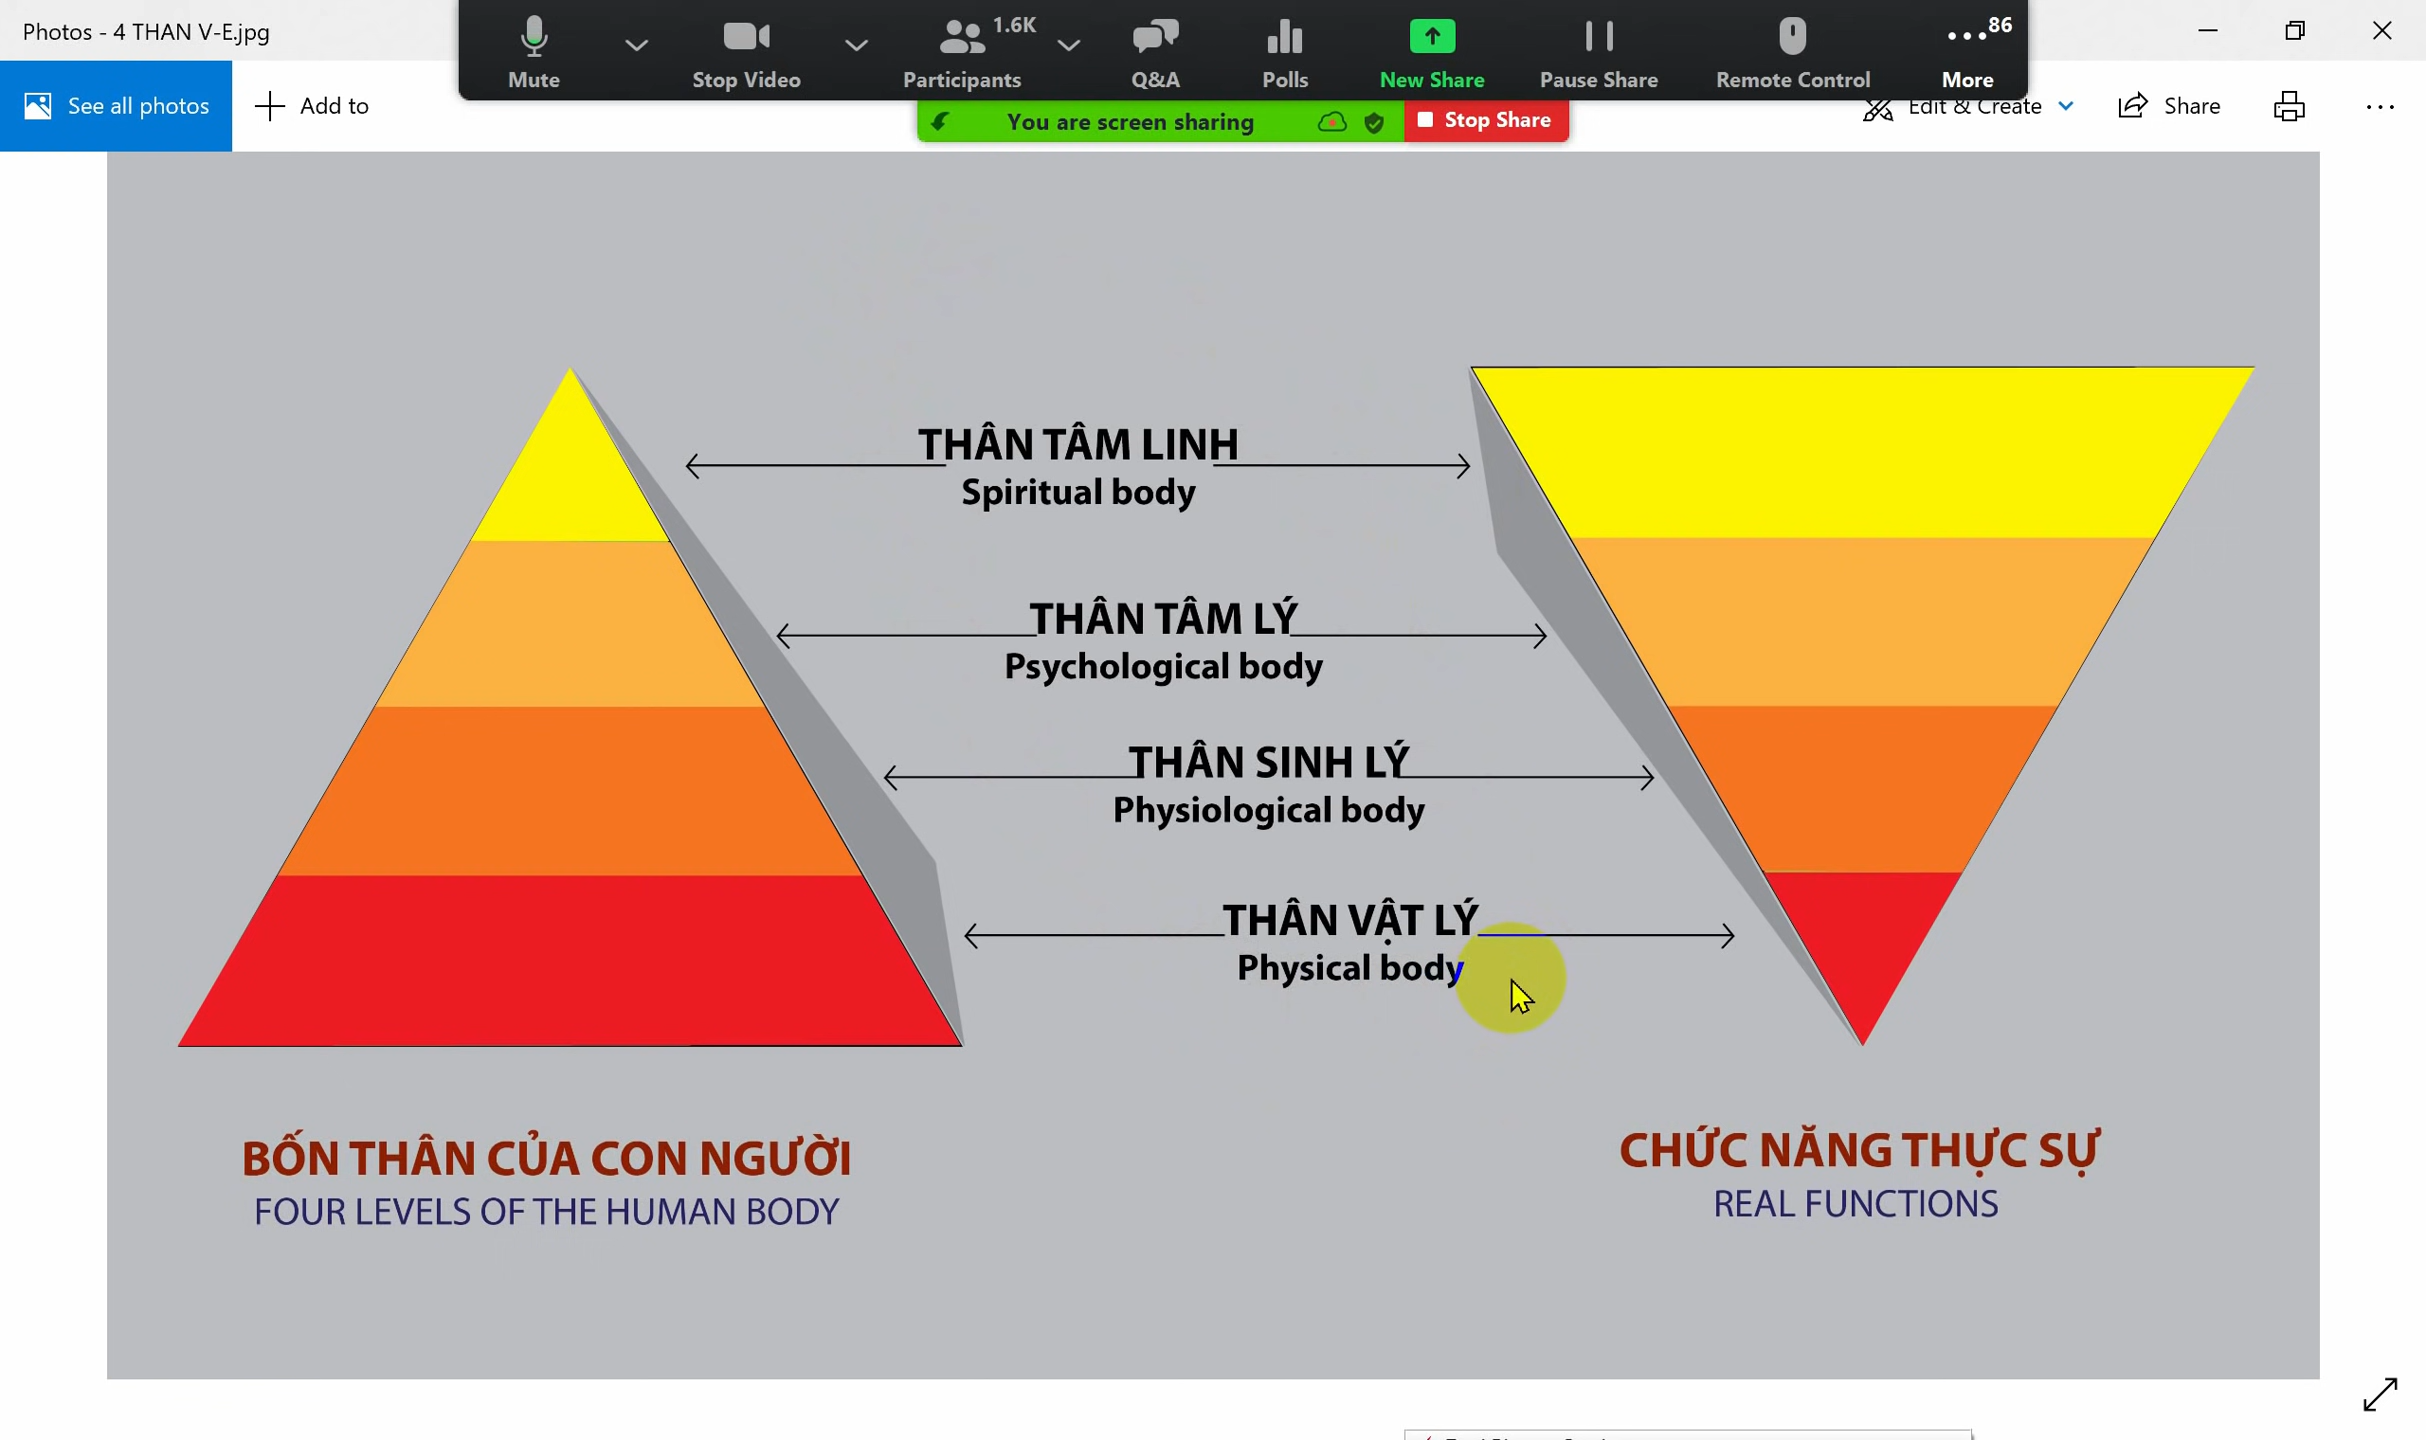 Photos - 4 THAN V-E.jpg
1.6K
86
Mute
Stop Video
Participants
Q&A
Polls
New Share
Pause Share
Remote Control
More
See all photos
Add to
You are screen sharing
Stop Share
Edit & Create
Share
THÂN TÂM LINH
Spiritual body
THÂN TÂM LÝ
Psychological body
THÂN SINH LÝ
Physiological body
THÂN VẬT LÝ
Physical body
BỐN THÂN CỦA CON NGƯỜI
FOUR LEVELS OF THE HUMAN BODY
CHỨC NĂNG THỰC SỰ
REAL FUNCTIONS